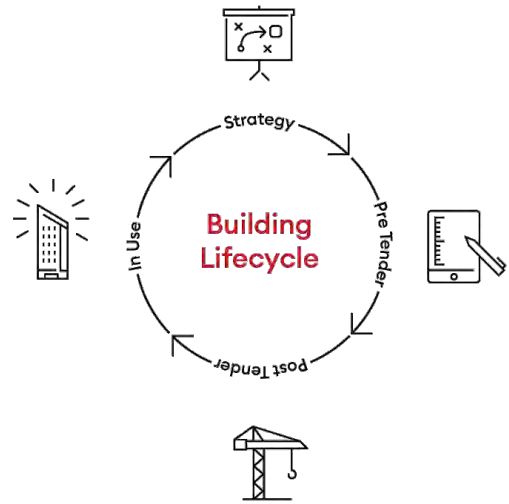 Strategy
Building
Lifecycle
Pre Tender
Post Tender
In Use